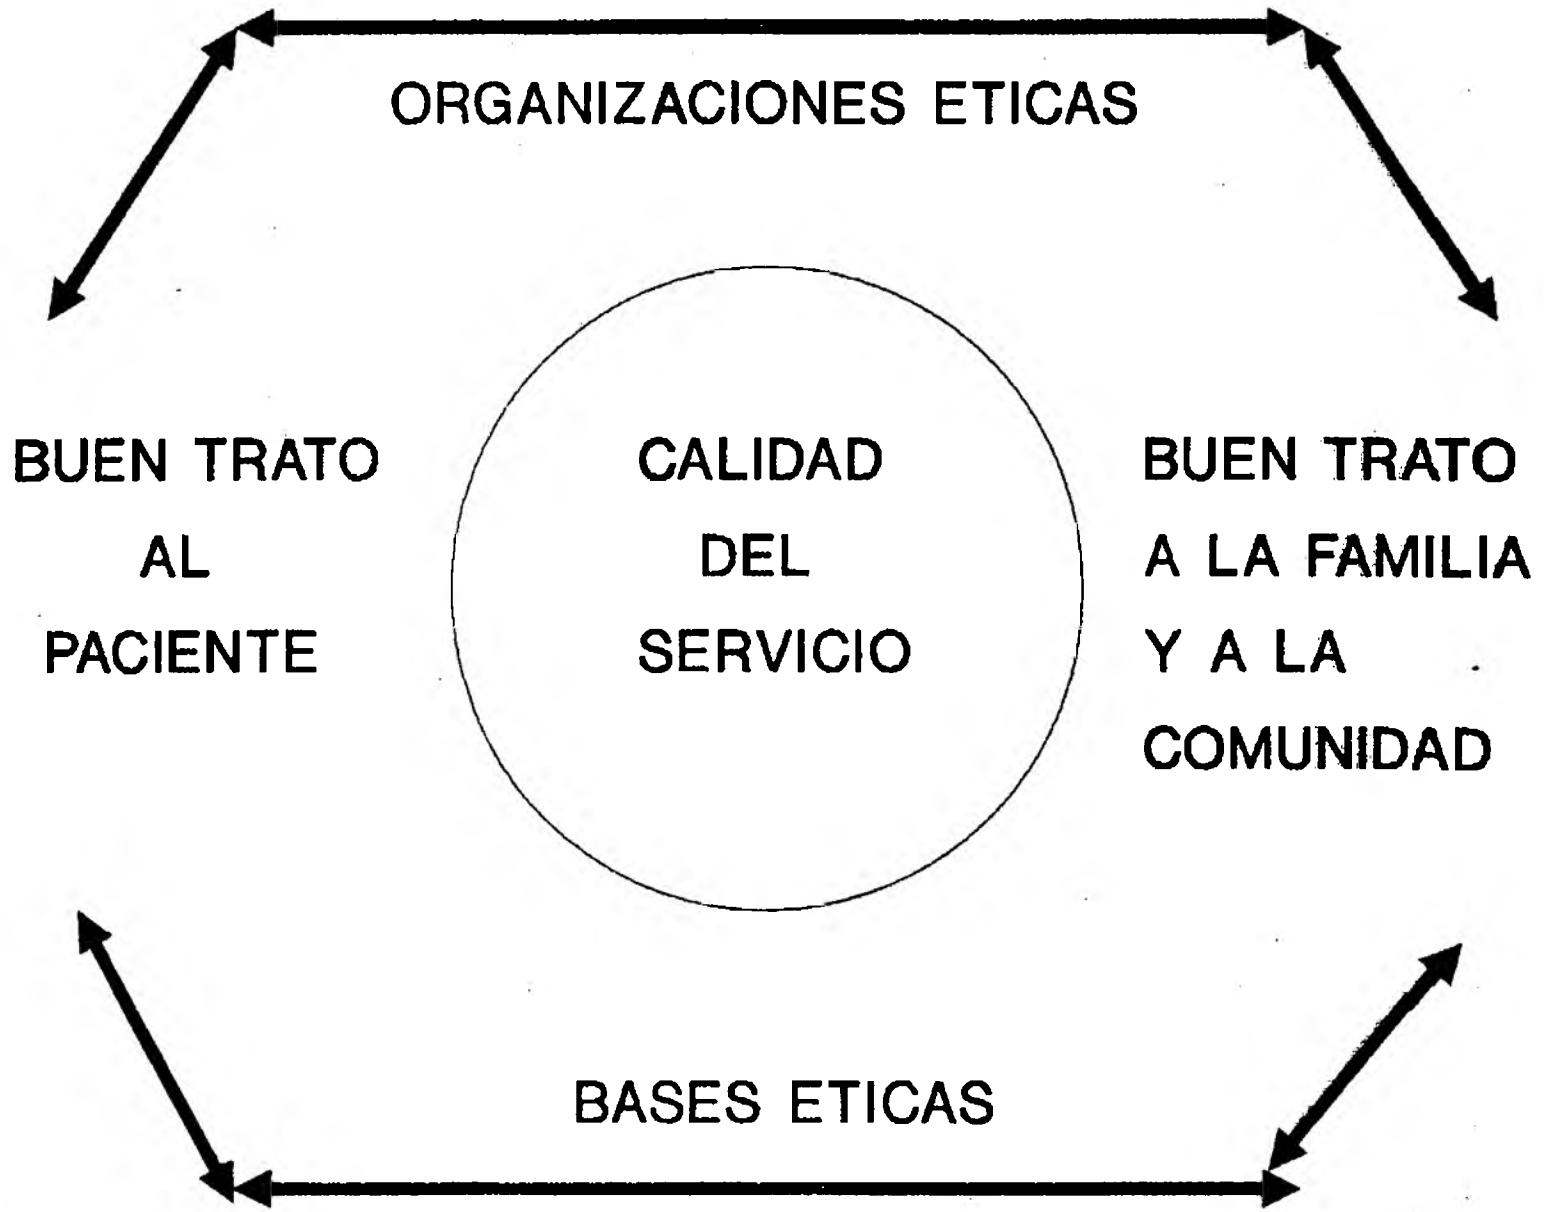 ORGANIZACIONES ETICAS
BUEN TRATO
AL
PACIENTE
CALIDAD
DEL
SERVICIO
BUEN TRATO
A LA FAMILIA
Y A LA
COMUNIDAD
BASES ETICAS